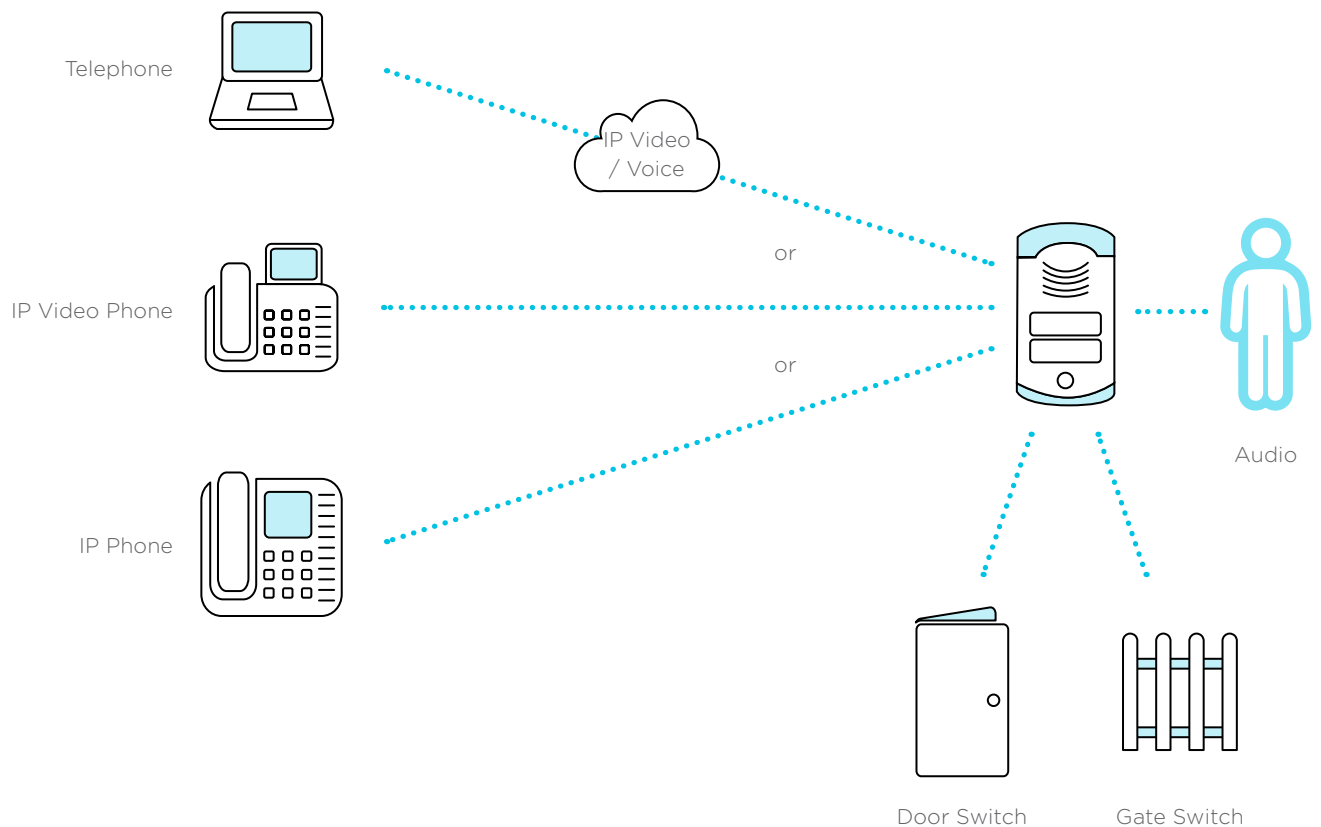 Telephone
IP Video
/ Voice
or
IP Video Phone
or
Audio
IP Phone
Door Switch
Gate Switch